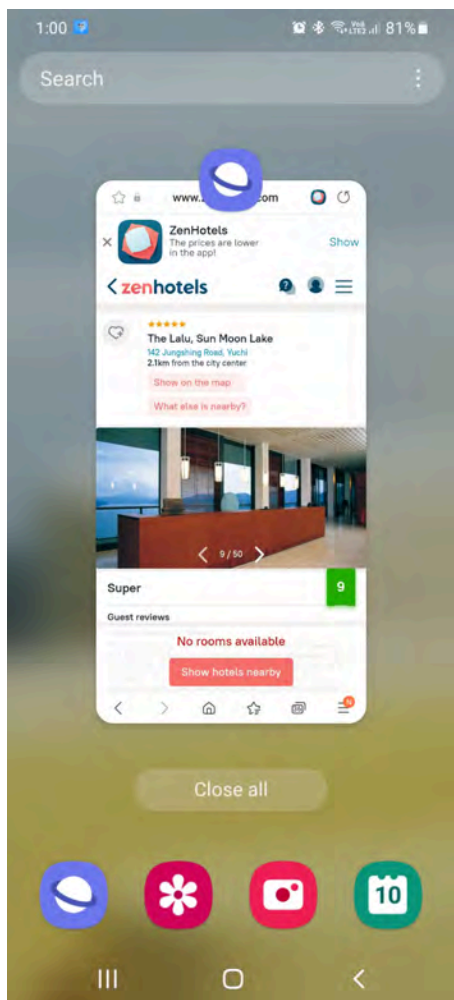 1:00
81%
Search
www.
om
ZenHotels
The prices are lower
in the app!
Show
zenhotels
The Lalu, Sun Moon Lake
142 Jungshing Road, Yuchi
2.1km from the city center
Show on the map
What else is nearby?
9/50
Super
9
Guest reviews
No rooms available
Show hotels nearby
N
Close all
10